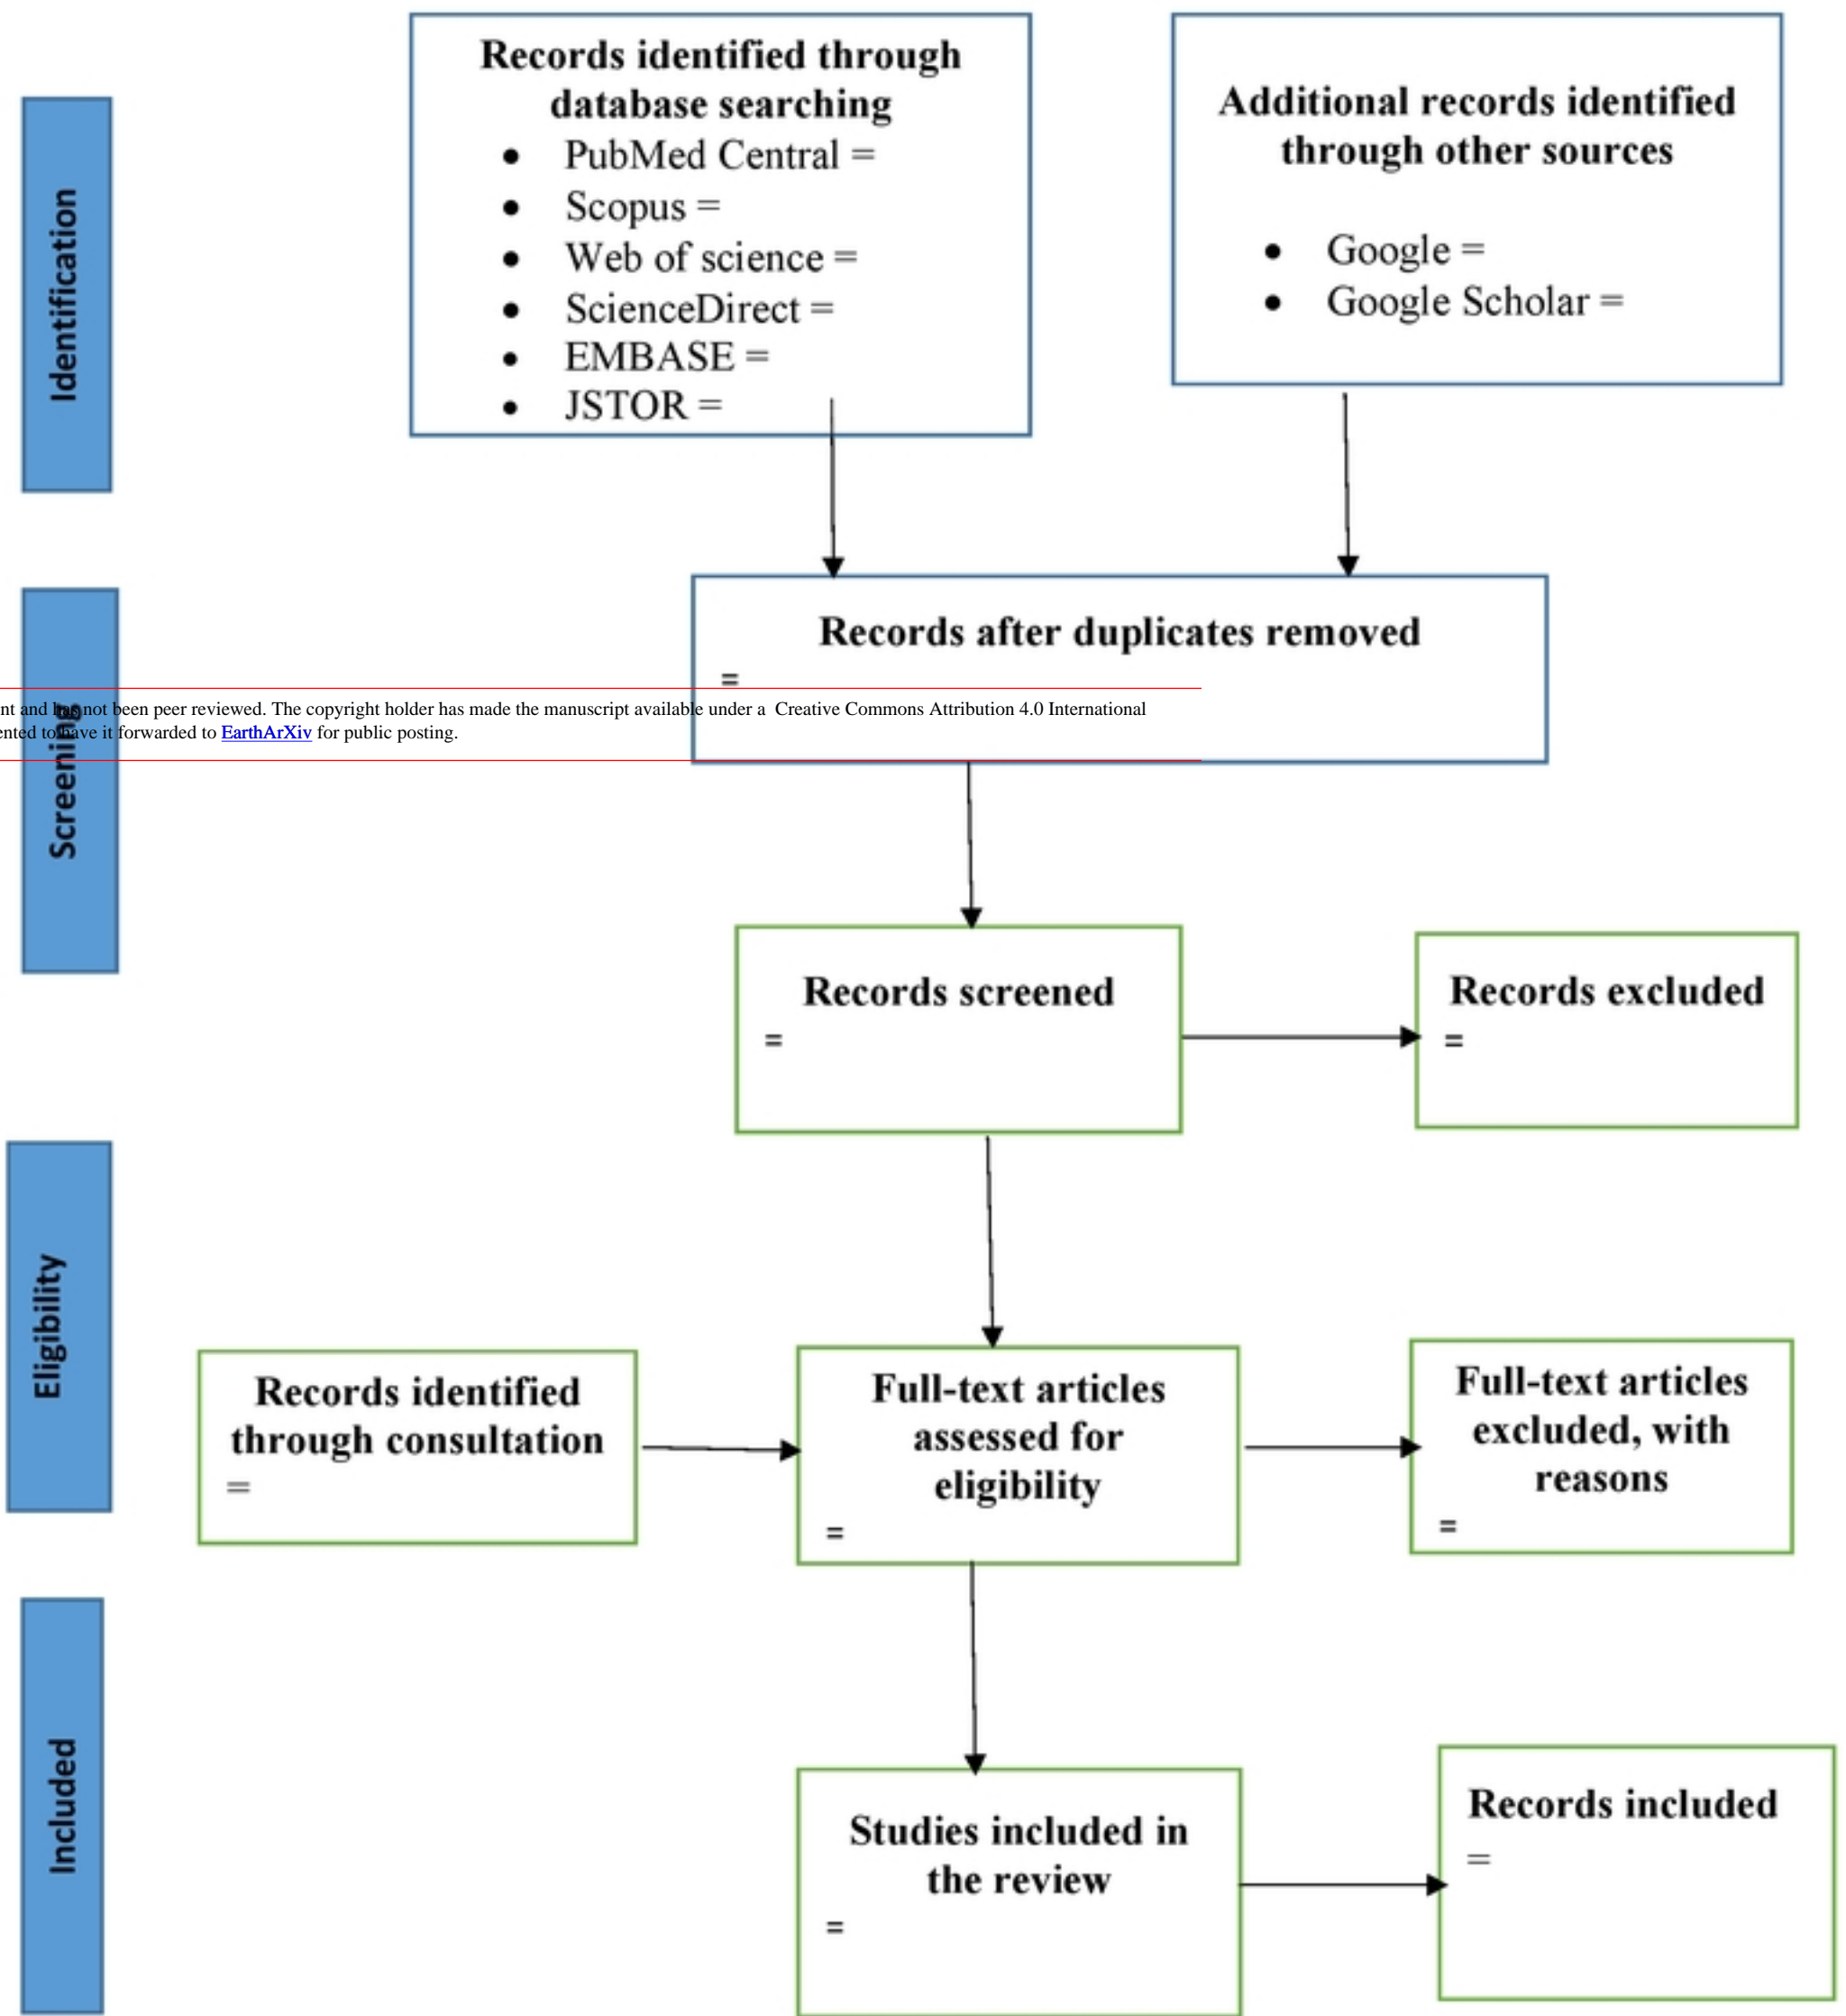 Identification
Records identified through
database searching
• PubMed Central =
• Scopus =
• Web of science =
• ScienceDirect =
• EMBASE =
• JSTOR =
Additional records identified
through other sources
• Google =
• Google Scholar =
Screening
Records after duplicates removed
=
nt and has not been peer reviewed. The copyright holder has made the manuscript available under a Creative Commons Attribution 4.0 International
ented to have it forwarded to EarthArXiv for public posting.
Records screened
=
Records excluded
=
Eligibility
Records identified
through consultation
=
Full-text articles
assessed for
eligibility
=
Full-text articles
excluded, with
reasons
=
Included
Studies included in
the review
=
Records included
=